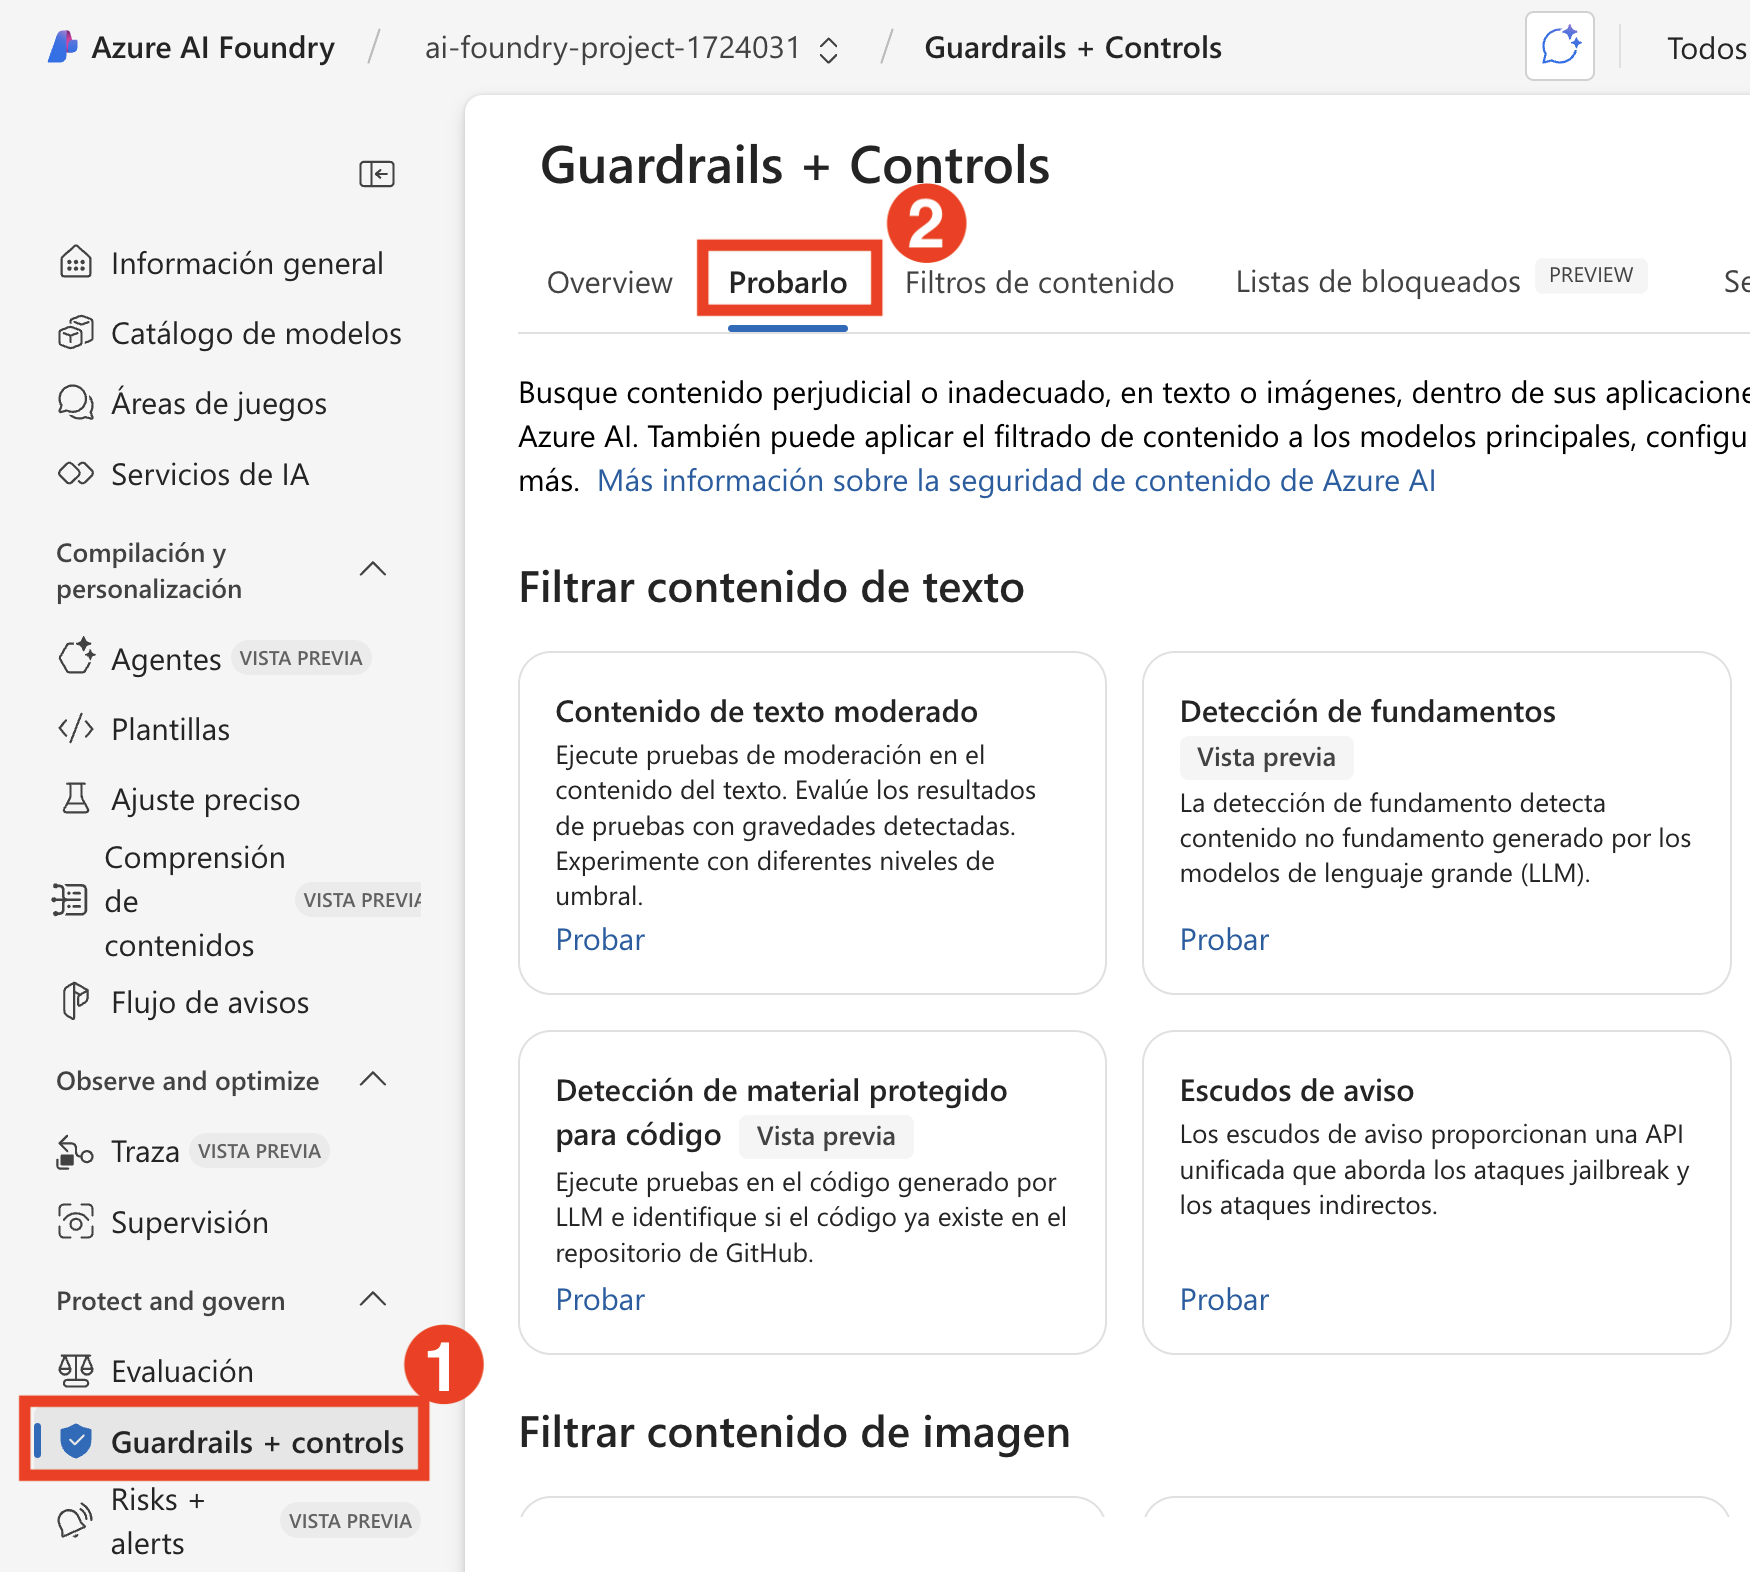 Azure AI Foundry / ai-foundry-project-1724031 / Guardrails + Controls Todos
Información general
Catálogo de modelos
Áreas de juegos
Servicios de IA
Compilación y
personalización
Agentes VISTA PREVIA
Plantillas
Ajuste preciso
Comprensión
de VISTA PREVIA
contenidos
Flujo de avisos
Observe and optimize
Traza VISTA PREVIA
Supervisión
Protect and govern
1
Evaluación
Guardrails + controls
Risks +
alerts VISTA PREVIA
Guardrails + Controls
2
Overview Probarlo Filtros de contenido Listas de bloqueados PREVIEW Se
Busque contenido perjudicial o inadecuado, en texto o imágenes, dentro de sus aplicacione
Azure AI. También puede aplicar el filtrado de contenido a los modelos principales, configu
más. Más información sobre la seguridad de contenido de Azure AI
Filtrar contenido de texto
Contenido de texto moderado
Ejecute pruebas de moderación en el
contenido del texto. Evalúe los resultados
de pruebas con gravedades detectadas.
Experimente con diferentes niveles de
umbral.
Probar
Detección de fundamentos
Vista previa
La detección de fundamento detecta
contenido no fundamento generado por los
modelos de lenguaje grande (LLM).
Probar
Detección de material protegido
para código Vista previa
Ejecute pruebas en el código generado por
LLM e identifique si el código ya existe en el
repositorio de GitHub.
Probar
Escudos de aviso
Los escudos de aviso proporcionan una API
unificada que aborda los ataques jailbreak y
los ataques indirectos.
Probar
Filtrar contenido de imagen